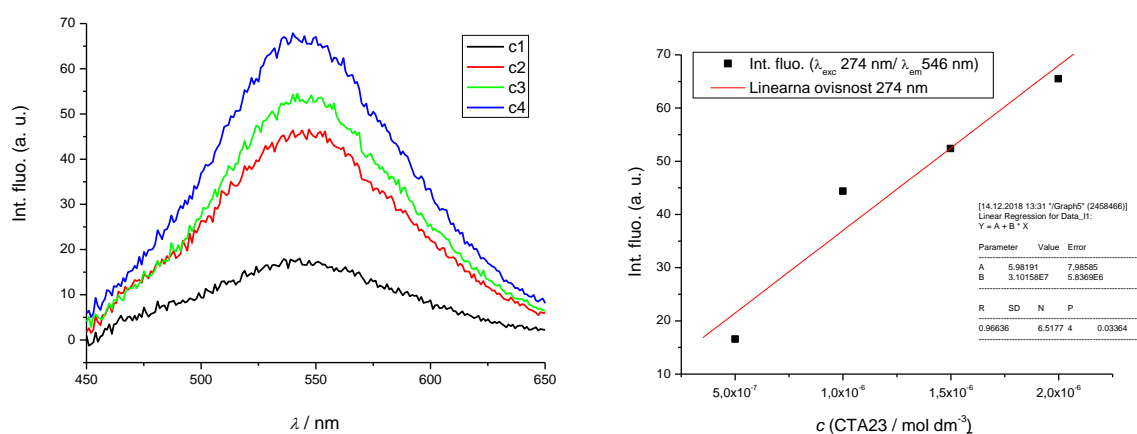 70
60
50
40
30
20
10
0
450
500
550
600
650
Int. fluo. (a. u.)
λ / nm
c1
c2
c3
c4
70
60
50
40
30
20
10
5,0x10⁻⁷
1,0x10⁻⁶
1,5x10⁻⁶
2,0x10⁻⁶
Int. fluo. (a. u.)
c (CTA23 / mol dm⁻³)
Int. fluo. (λexc 274 nm/ λem 546 nm)
Linearna ovisnost 274 nm
[14.12.2018 13:31 "/Graph5" (2458466)]
Linear Regression for Data_I1:
Y = A + B * X
Parameter Value Error
A 5.98191 7.98585
B 3.10158E7 5.8369E6
R SD N P
0.96636 6.5177 4 0.03364